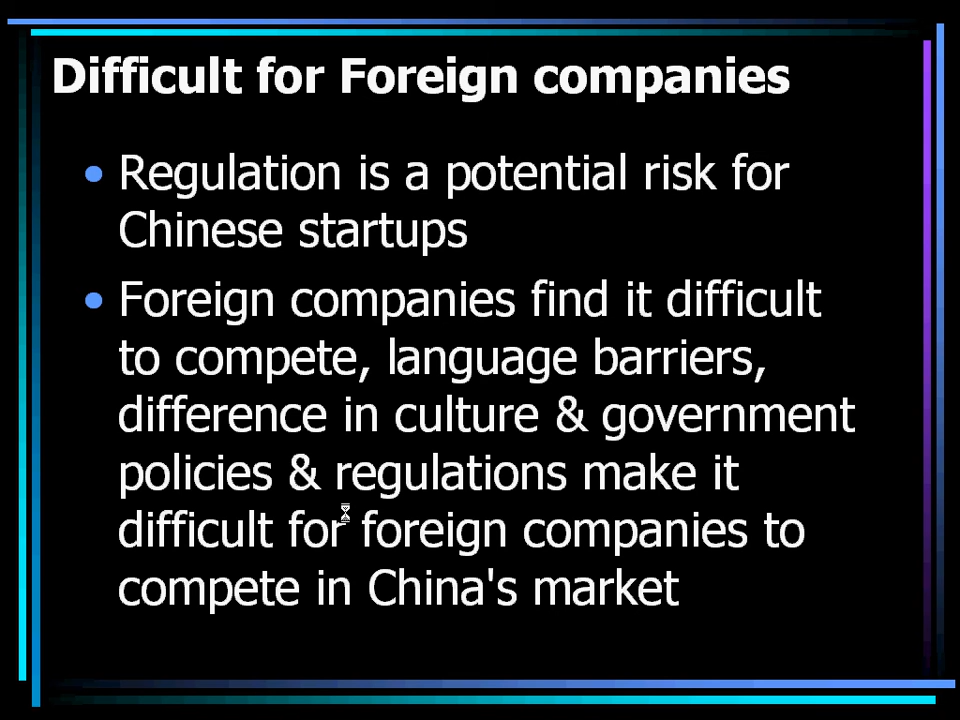 Difficult for Foreign companies
• Regulation is a potential risk for
Chinese startups
• Foreign companies find it difficult
to compete, language barriers,
difference in culture & government
policies & regulations make it
difficult for foreign companies to
compete in China's market